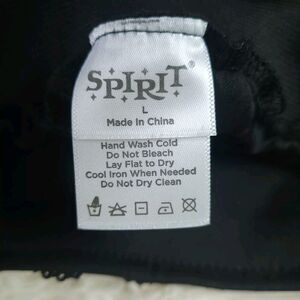 SPIRIT
L
Made in China
Hand Wash Cold
Do Not Bleach
Lay Flat to Dry
Cool Iron When Needed
Do Not Dry Clean